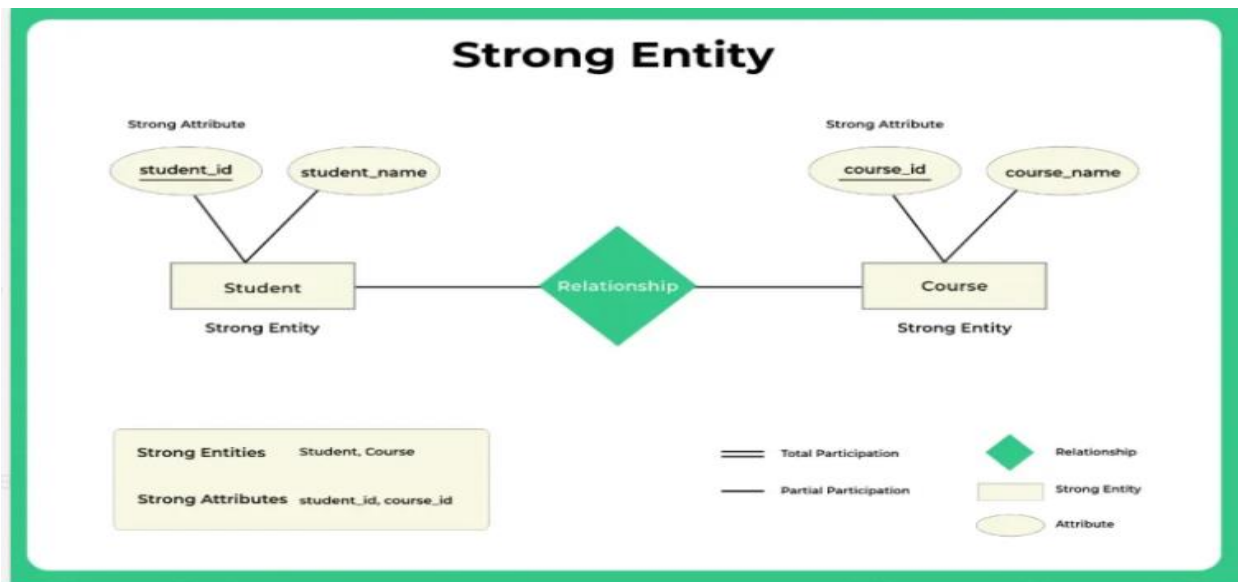 Strong Entity
Strong Attribute
student_id
student_name
Strong Attribute
course_id
course_name
Student
Strong Entity
Relationship
Course
Strong Entity
Strong Entities Student, Course
Strong Attributes student_id, course_id
Total Participation
Partial Participation
Relationship
Strong Entity
Attribute